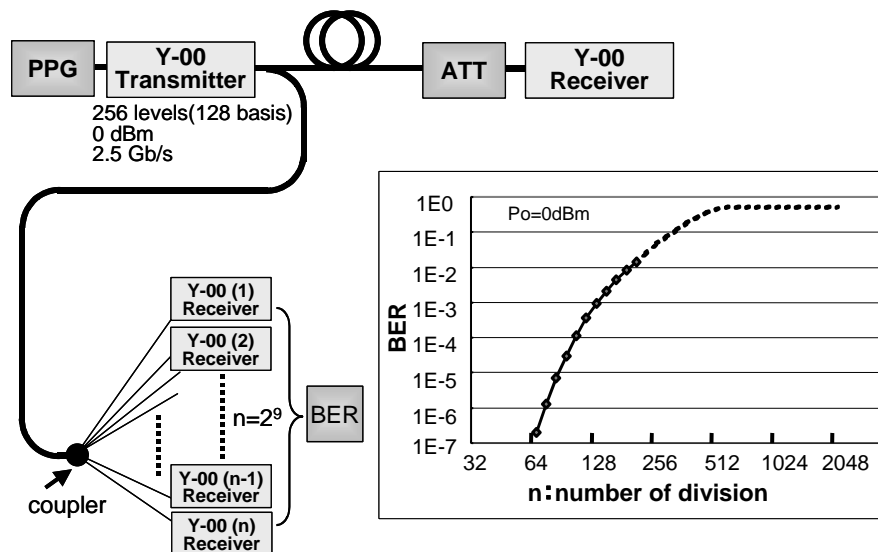 PPG
Y-00
Transmitter
ATT
Y-00
Receiver
256 levels(128 basis)
0 dBm
2.5 Gb/s
Y-00 (1)
Receiver
Y-00 (2)
Receiver
n=2⁹
BER
Y-00 (n-1)
Receiver
Y-00 (n)
Receiver
coupler
Po=0dBm
BER
1E0
1E-1
1E-2
1E-3
1E-4
1E-5
1E-6
1E-7
32 64 128 256 512 1024 2048
n:number of division